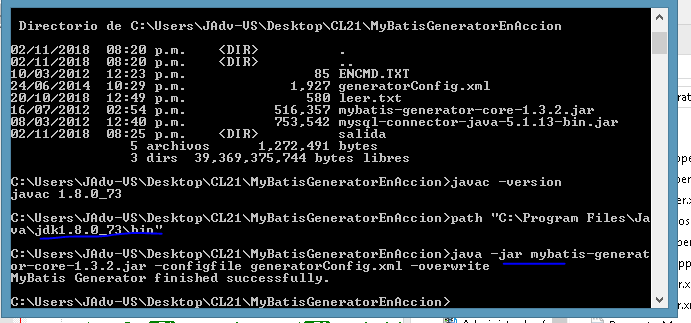 Directorio de C:\Users\JAdv-VS\Desktop\CL21\MyBatisGeneratorEnAccion
02/11/2018  08:20 p.m.    <DIR>          .
02/11/2018  08:20 p.m.    <DIR>          ..
10/03/2012  12:23 p.m.                85 ENCMD.TXT
24/06/2014  10:29 p.m.             1,927 generatorConfig.xml
20/10/2018  12:49 p.m.               580 leer.txt
16/07/2012  02:54 p.m.           516,357 mybatis-generator-core-1.3.2.jar
08/03/2012  12:40 p.m.           753,542 mysql-connector-java-5.1.13-bin.jar
02/11/2018  08:25 p.m.    <DIR>          salida
5 archivos      1,272,491 bytes
3 dirs  39,369,375,744 bytes libres
C:\Users\JAdv-VS\Desktop\CL21\MyBatisGeneratorEnAccion>javac -version
javac 1.8.0_73
C:\Users\JAdv-VS\Desktop\CL21\MyBatisGeneratorEnAccion>path "C:\Program Files\Ja
va\jdk1.8.0_73\bin"
C:\Users\JAdv-VS\Desktop\CL21\MyBatisGeneratorEnAccion>java -jar mybatis-generat
or-core-1.3.2.jar -configfile generatorConfig.xml -overwrite
MyBatis Generator finished successfully.
C:\Users\JAdv-VS\Desktop\CL21\MyBatisGeneratorEnAccion>